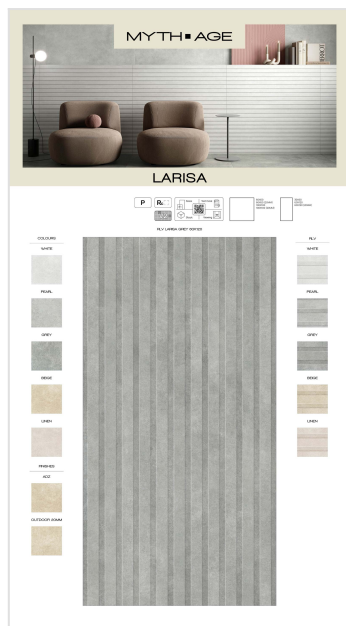 MYTH■AGE
LARISA
P
R₉
RLV LARISA GREY 60X120
COLOURS
WHITE
PEARL
GREY
BEIGE
LINEN
FINISHES
ADZ
OUTDOOR 20MM
RLV
WHITE
PEARL
GREY
BEIGE
LINEN